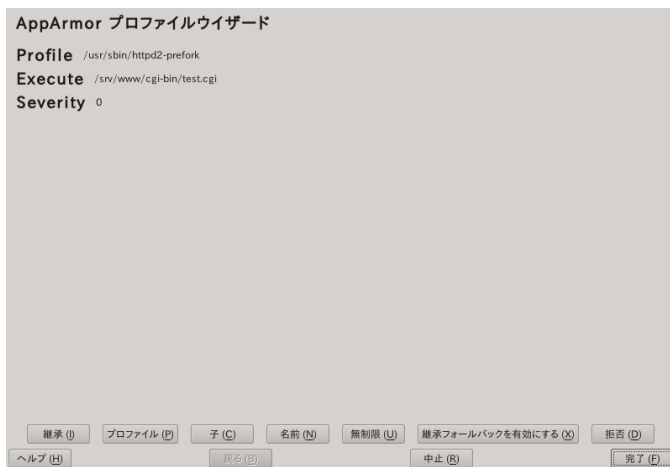 AppArmor プロファイルウイザード
Profile /usr/sbin/httpd2-prefork
Execute /srv/www/cgi-bin/test.cgi
Severity 0
継承 (I) プロファイル (P) 子 (C) 名前 (N) 無制限 (U) 継承フォールバックを有効にする (X) 拒否 (D)
ヘルプ (H) 戻る (B) 中止 (R) 完了 (F)